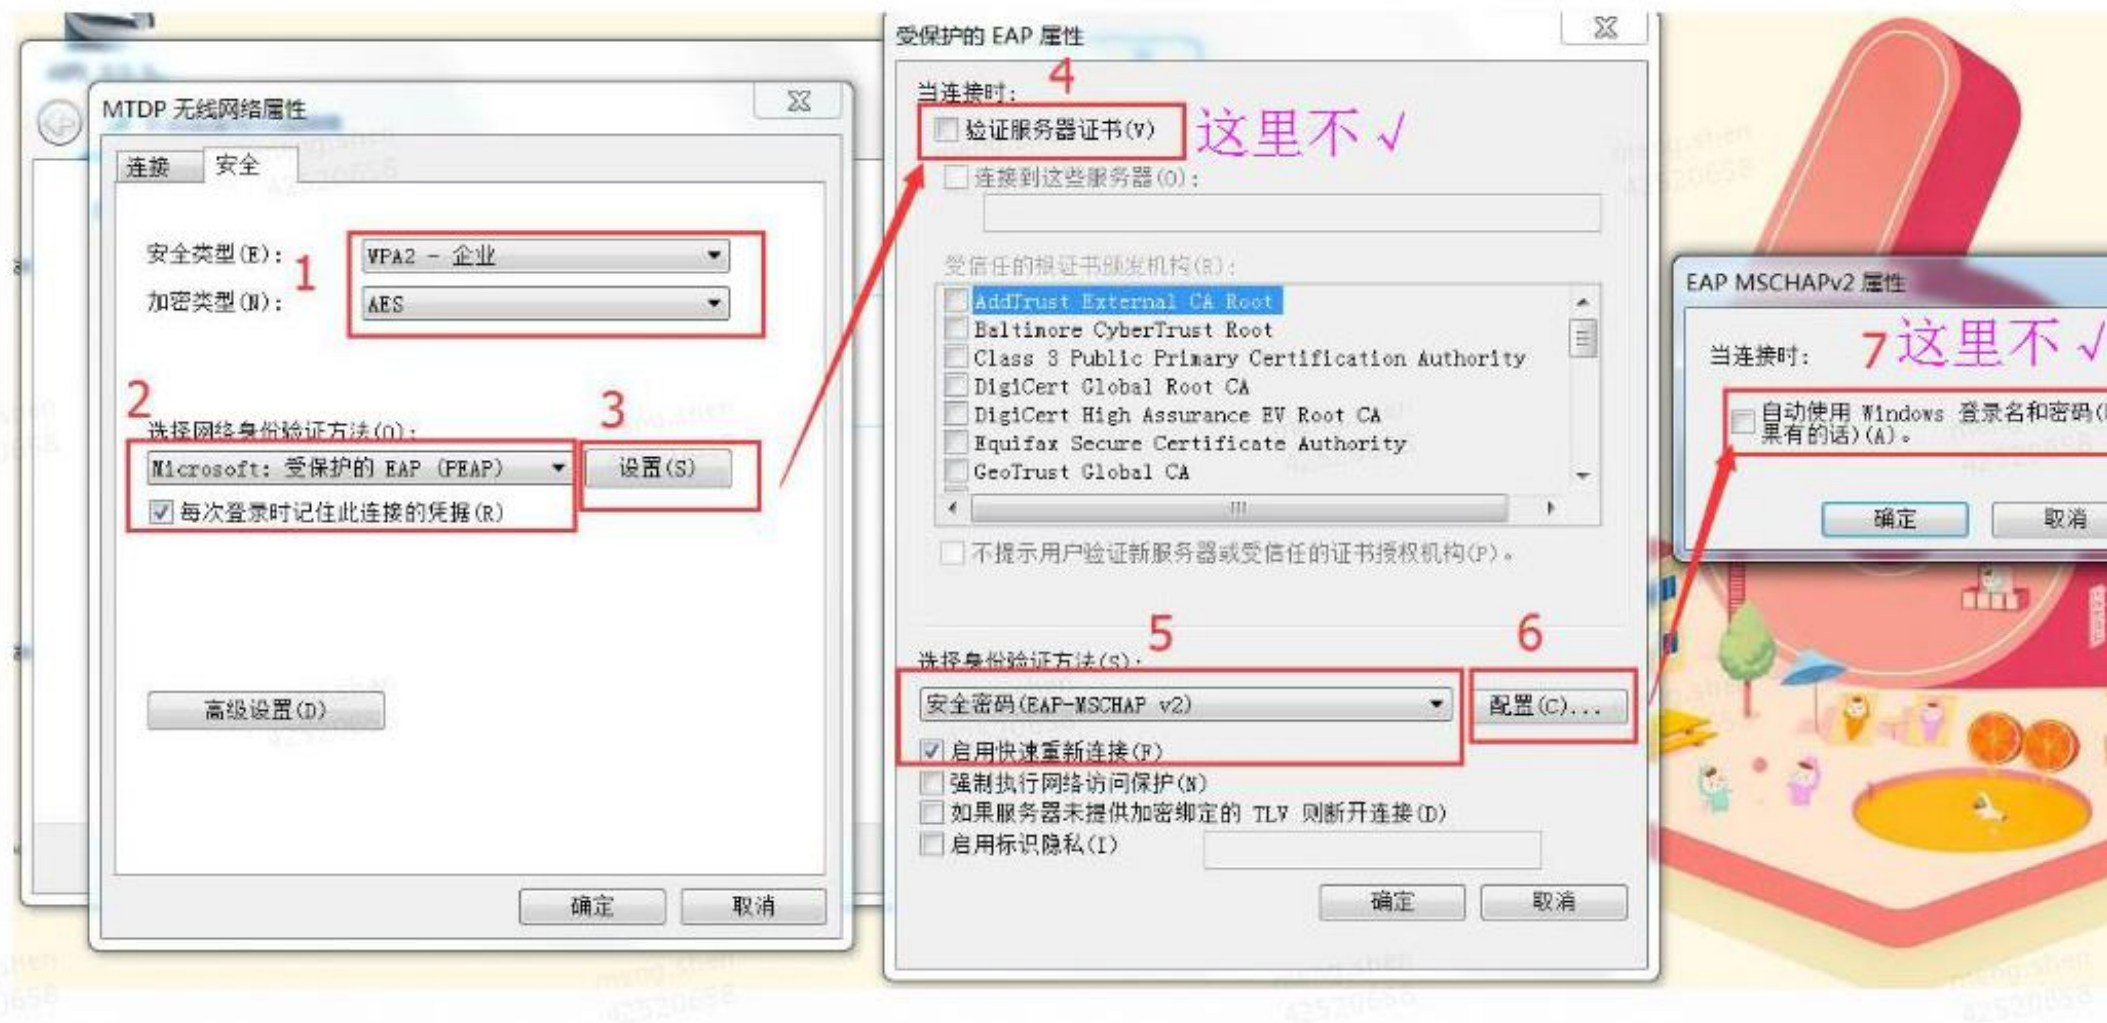 MTDP 无线网络属性
连接
安全
安全类型(E):
1
WPA2 - 企业
加密类型(N):
AES
2
3
选择网络身份验证方法(O):
Microsoft: 受保护的 EAP (PEAP)
设置(S)
每次登录时记住此连接的凭据(R)
高级设置(D)
确定
取消
受保护的 EAP 属性
4
当连接时:
验证服务器证书(V)
这里不√
连接到这些服务器(O):
受信任的根证书颁发机构(R):
AddTrust External CA Root
Baltimore CyberTrust Root
Class 3 Public Primary Certification Authority
DigiCert Global Root CA
DigiCert High Assurance EV Root CA
Equifax Secure Certificate Authority
GeoTrust Global CA
不提示用户验证新服务器或受信任的证书授权机构(P)。
5
6
选择身份验证方法(S):
安全密码(EAP-MSCHAP v2)
配置(C)...
启用快速重新连接(F)
强制执行网络访问保护(N)
如果服务器未提供加密绑定的 TLV 则断开连接(D)
启用标识隐私(I)
确定
取消
EAP MSCHAPv2 属性
7这里不√
当连接时:
自动使用 Windows 登录名和密码(
果有的话)(A)。
确定
取消
meng.shen
42520658